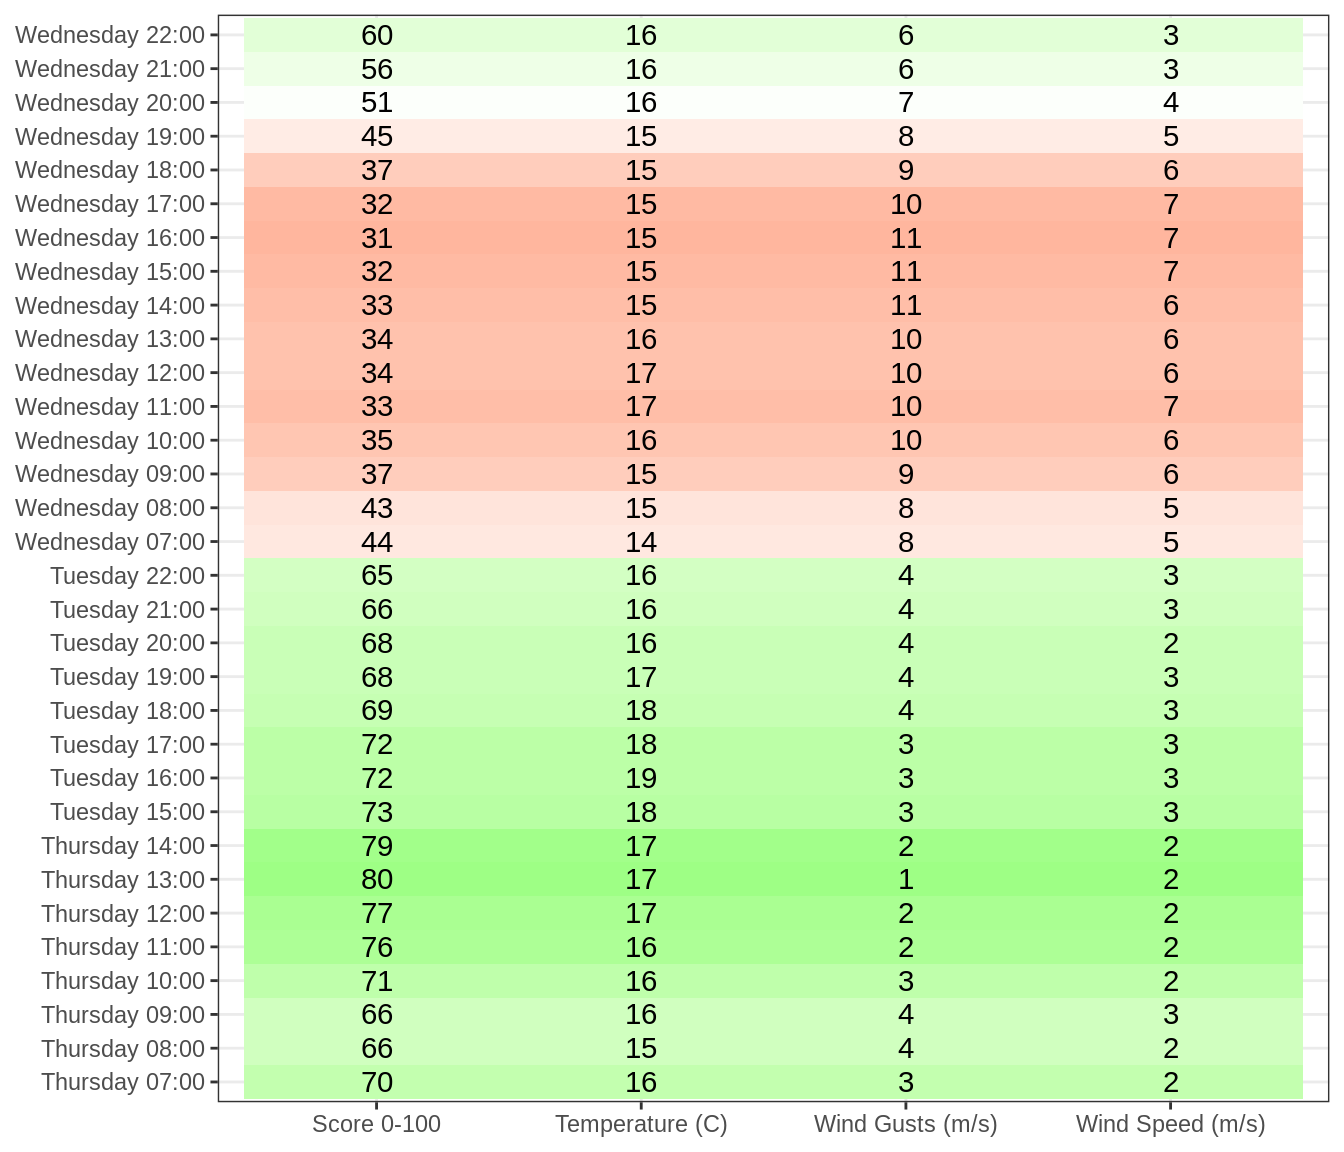 Wednesday 22:00 60 16 6 3
Wednesday 21:00 56 16 6 3
Wednesday 20:00 51 16 7 4
Wednesday 19:00 45 15 8 5
Wednesday 18:00 37 15 9 6
Wednesday 17:00 32 15 10 7
Wednesday 16:00 31 15 11 7
Wednesday 15:00 32 15 11 7
Wednesday 14:00 33 15 11 6
Wednesday 13:00 34 16 10 6
Wednesday 12:00 34 17 10 6
Wednesday 11:00 33 17 10 7
Wednesday 10:00 35 16 10 6
Wednesday 09:00 37 15 9 6
Wednesday 08:00 43 15 8 5
Wednesday 07:00 44 14 8 5
Tuesday 22:00 65 16 4 3
Tuesday 21:00 66 16 4 3
Tuesday 20:00 68 16 4 2
Tuesday 19:00 68 17 4 3
Tuesday 18:00 69 18 4 3
Tuesday 17:00 72 18 3 3
Tuesday 16:00 72 19 3 3
Tuesday 15:00 73 18 3 3
Thursday 14:00 79 17 2 2
Thursday 13:00 80 17 1 2
Thursday 12:00 77 17 2 2
Thursday 11:00 76 16 2 2
Thursday 10:00 71 16 3 2
Thursday 09:00 66 16 4 3
Thursday 08:00 66 15 4 2
Thursday 07:00 70 16 3 2
Score 0-100 Temperature (C) Wind Gusts (m/s) Wind Speed (m/s)